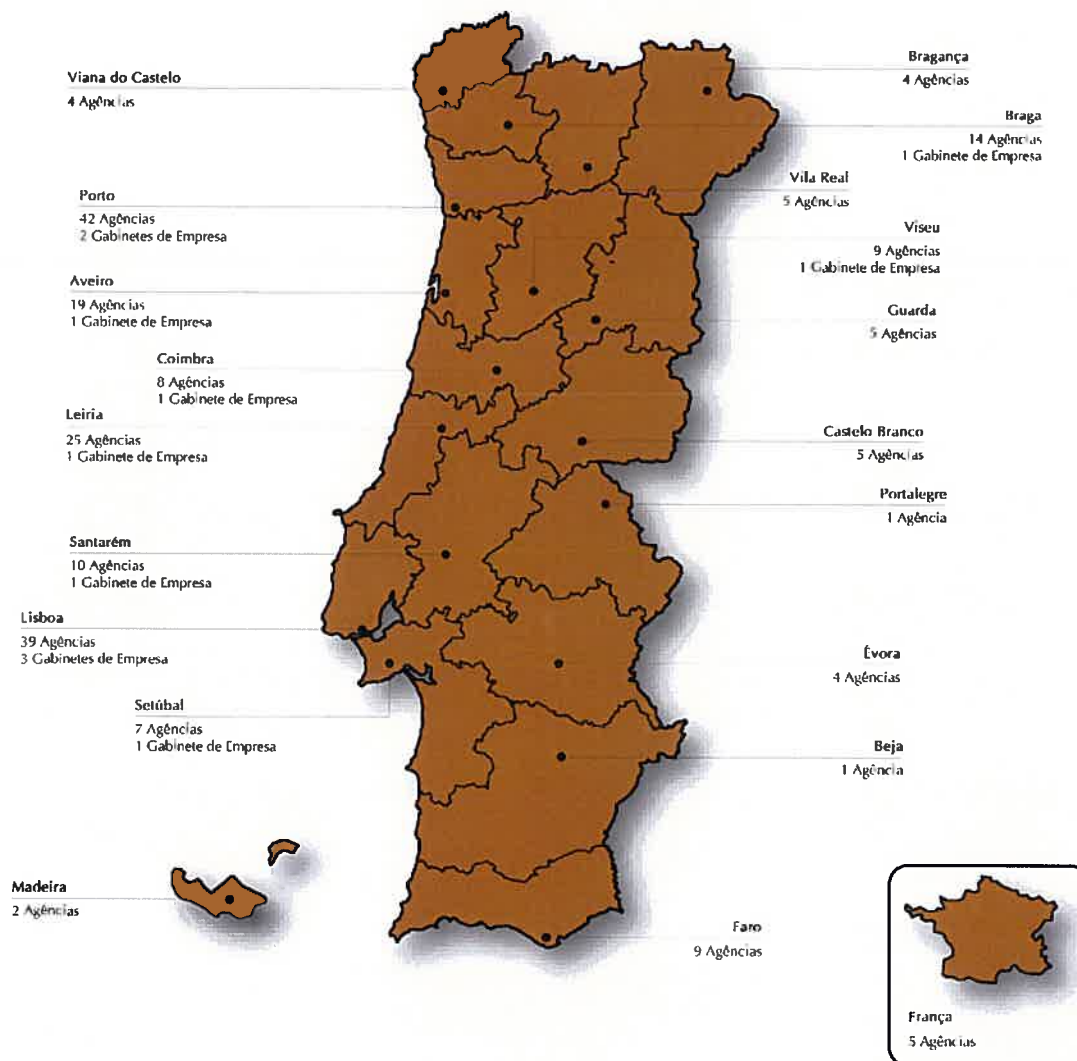 Viana do Castelo
4 Agências
Bragança
4 Agências
Braga
14 Agências
1 Gabinete de Empresa
Vila Real
5 Agências
Porto
42 Agências
2 Gabinetes de Empresa
Viseu
9 Agências
1 Gabinete de Empresa
Aveiro
19 Agências
1 Gabinete de Empresa
Guarda
5 Agências
Coimbra
8 Agências
1 Gabinete de Empresa
Leiria
25 Agências
1 Gabinete de Empresa
Castelo Branco
5 Agências
Portalegre
1 Agência
Santarém
10 Agências
1 Gabinete de Empresa
Lisboa
39 Agências
3 Gabinetes de Empresa
Évora
4 Agências
Setúbal
7 Agências
1 Gabinete de Empresa
Beja
1 Agência
Madeira
2 Agências
Faro
9 Agências
França
5 Agências